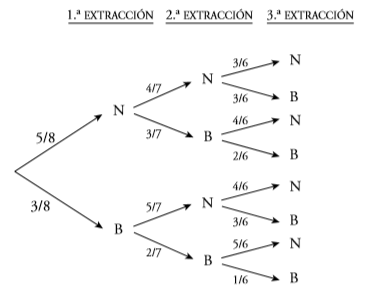 1.ª EXTRACCIÓN 2.ª EXTRACCIÓN 3.ª EXTRACCIÓN
3/6 N
4/7 N
3/6 B
N
4/6 N
5/8
3/7 B
2/6 B
4/6 N
3/8
5/7 N
3/6 B
B
5/6 N
2/7 B
1/6 B